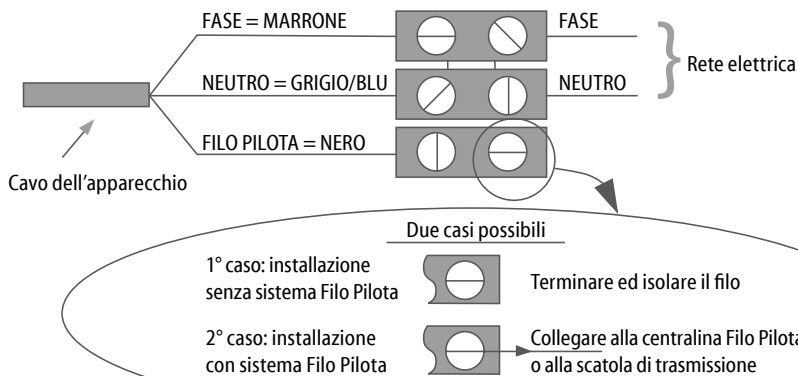 FASE = MARRONE
FASE
Rete elettrica
NEUTRO = GRIGIO/BLU
NEUTRO
FILO PILOTA = NERO
Cavo dell'apparecchio
Due casi possibili
1° caso: installazione
senza sistema Filo Pilota
Terminare ed isolare il filo
2° caso: installazione
con sistema Filo Pilota
Collegare alla centralina Filo Pilota
o alla scatola di trasmissione